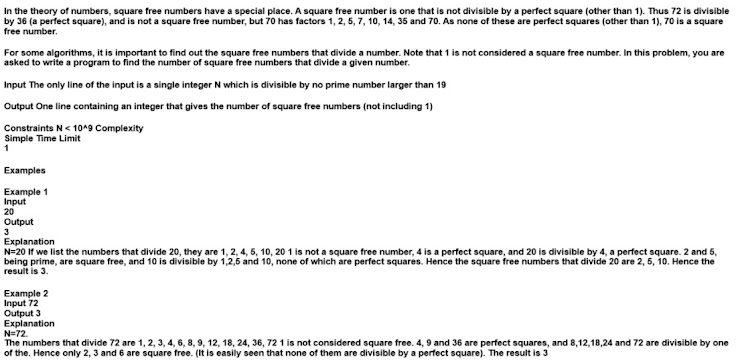 In the theory of numbers, square free numbers have a special place. A square free number is one that is not divisible by a perfect square (other than 1). Thus 72 is divisible
by 36 (a perfect square), and is not a square free number, but 70 has factors 1, 2, 5, 7, 10, 14, 35 and 70. As none of these are perfect squares (other than 1), 70 is a square
free number.
For some algorithms, it is important to find out the square free numbers that divide a number. Note that 1 is not considered a square free number. In this problem, you are
asked to write a program to find the number of square free numbers that divide a given number.
Input The only line of the input is a single integer N which is divisible by no prime number larger than 19
Output One line containing an integer that gives the number of square free numbers (not including 1)
Constraints N < 10^9 Complexity
Simple Time Limit
1
Examples
Example 1
Input
20
Output
3
Explanation
N=20 If we list the numbers that divide 20, they are 1, 2, 4, 5, 10, 20 1 is not a square free number, 4 is a perfect square, and 20 is divisible by 4, a perfect square. 2 and 5,
being prime, are square free, and 10 is divisible by 1,2,5 and 10, none of which are perfect squares. Hence the square free numbers that divide 20 are 2, 5, 10. Hence the
result is 3.
Example 2
Input 72
Output 3
Explanation
N=72.
The numbers that divide 72 are 1, 2, 3, 4, 6, 8, 9, 12, 18, 24, 36, 72 1 is not considered square free. 4, 9 and 36 are perfect squares, and 8,12,18,24 and 72 are divisible by one
of the. Hence only 2, 3 and 6 are square free. (It is easily seen that none of them are divisible by a perfect square). The result is 3